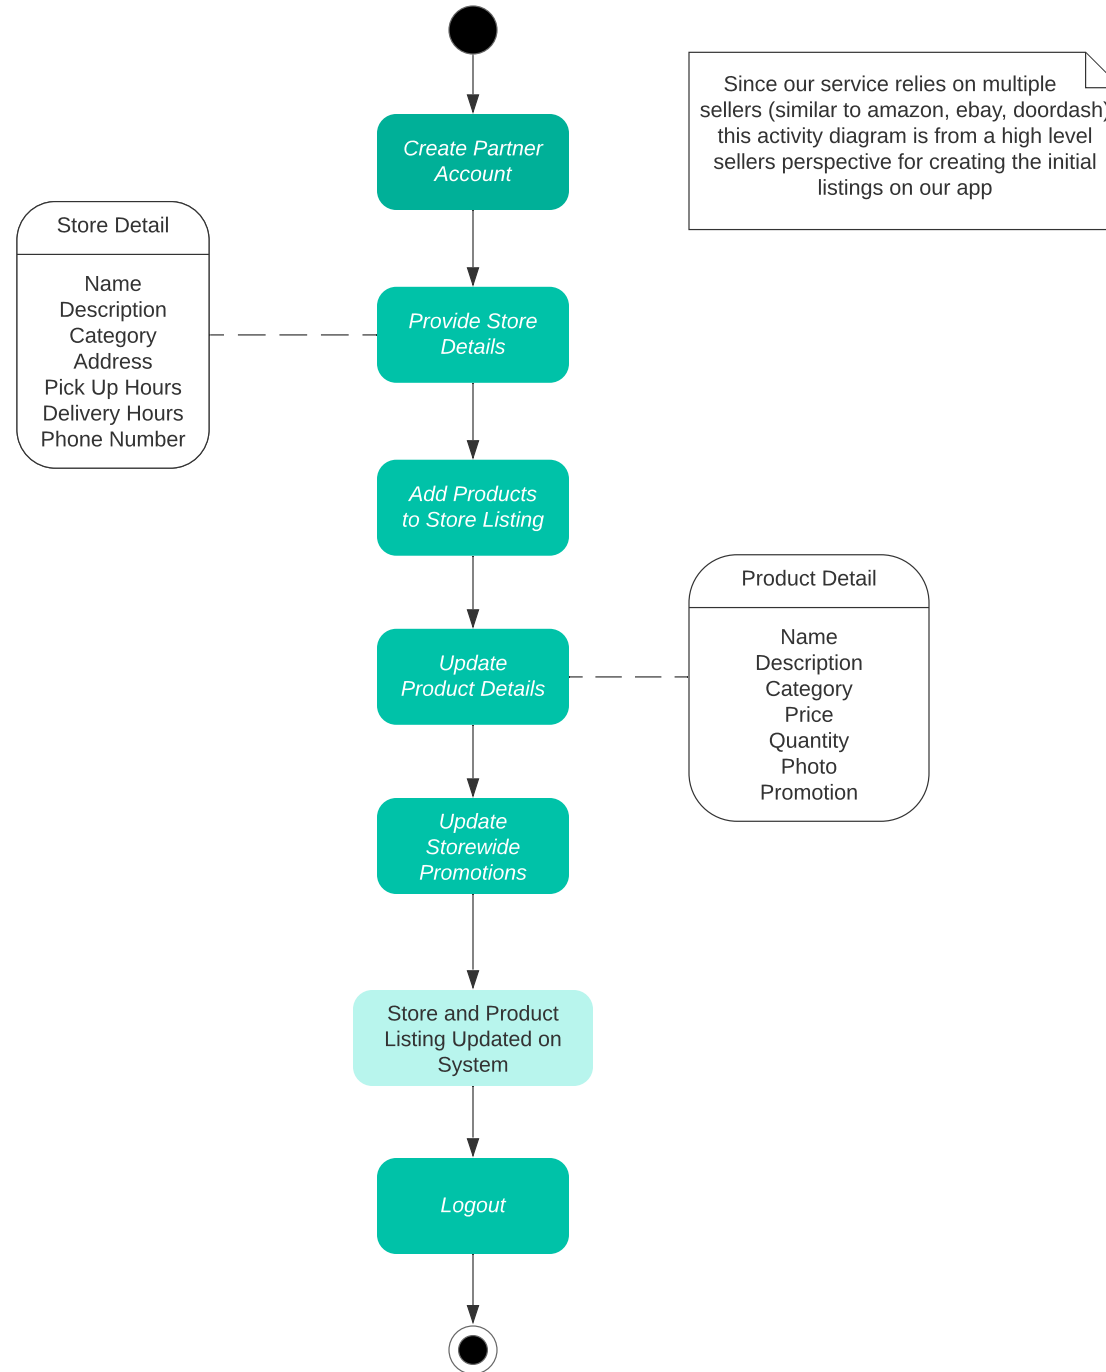 Since our service relies on multiple
sellers (similar to amazon, ebay, doordash)
this activity diagram is from a high level
sellers perspective for creating the initial
listings on our app
Create Partner
Account
Store Detail
Name
Description
Category
Address
Pick Up Hours
Delivery Hours
Phone Number
Provide Store
Details
Add Products
to Store Listing
Update
Product Details
Product Detail
Name
Description
Category
Price
Quantity
Photo
Promotion
Update
Storewide
Promotions
Store and Product
Listing Updated on
System
Logout